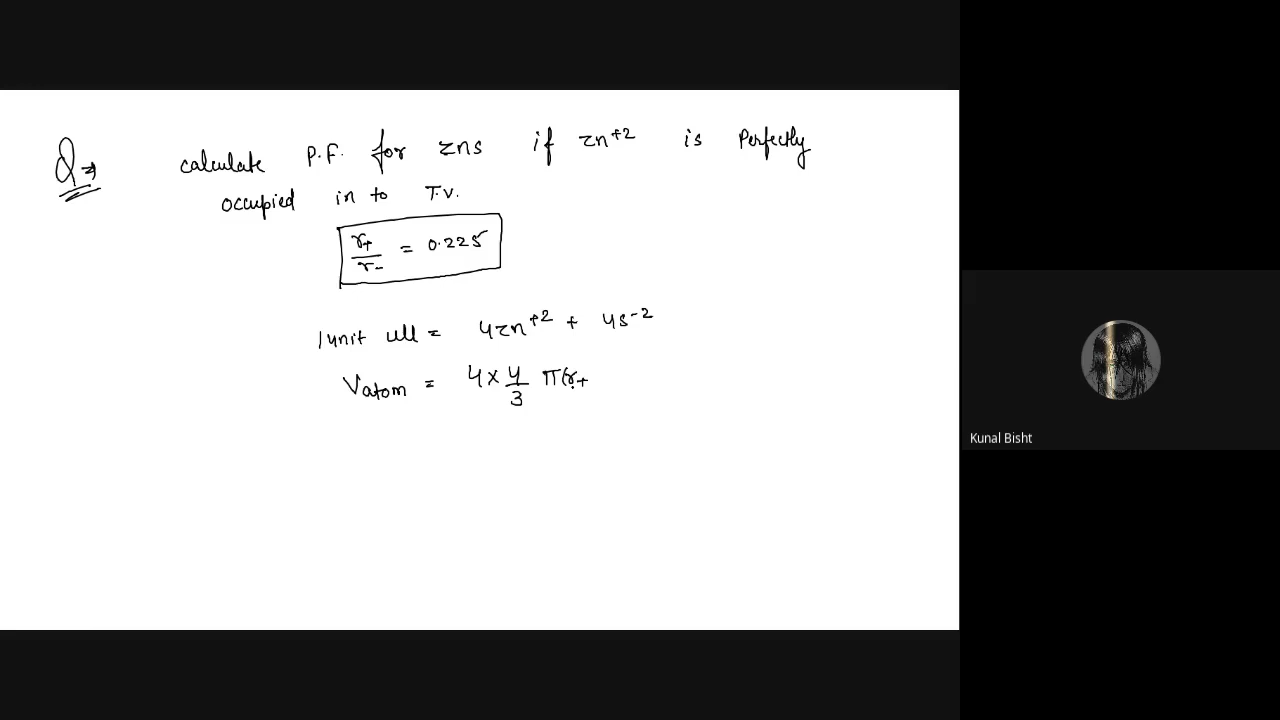 Q⇒ calculate P.F. for zns if zn+2 is Perfectly
occupied in to T.V.
r+/r- = 0.225
1unit cell = 4zn+2 + 4s-2
Vatom = 4 x 4/3 π(r+
Kunal Bisht